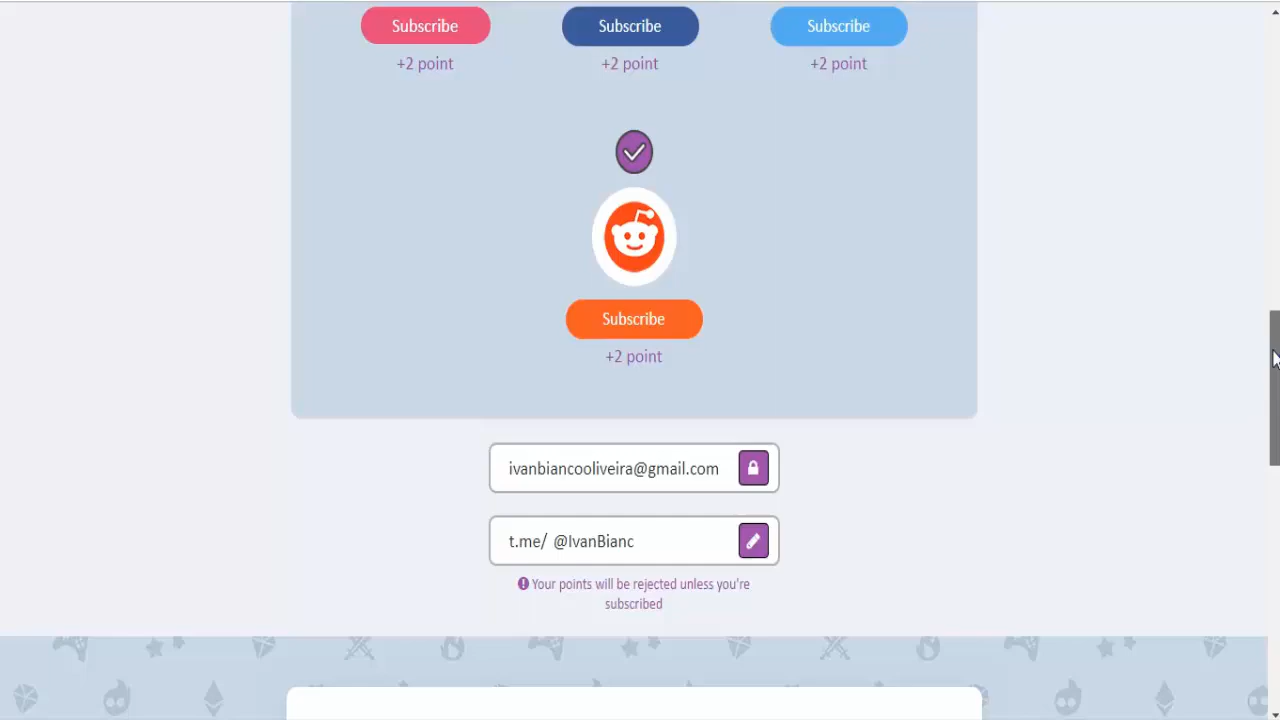 Subscribe Subscribe Subscribe
+2 point +2 point +2 point
Subscribe
+2 point
ivanbiancooliveira@gmail.com
t.me/ @IvanBianc
Your points will be rejected unless you're
subscribed